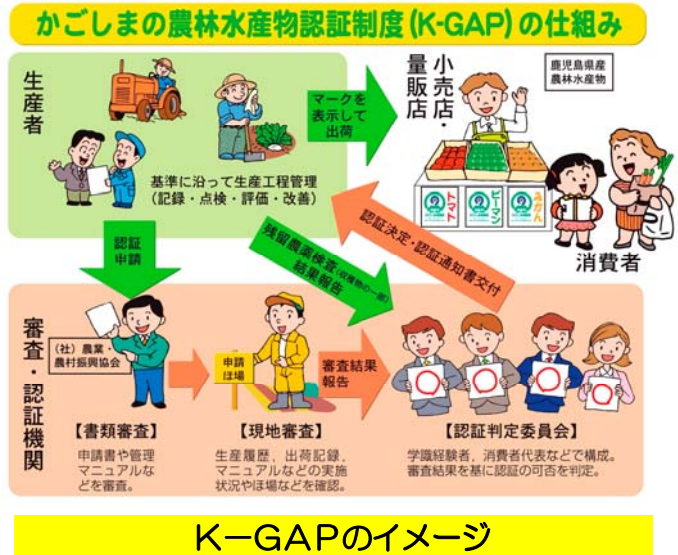 かごしまの農林水産物認証制度(K-GAP)の仕組み
生産者
基準に沿って生産工程管理
(記録・点検・評価・改善)
マークを
表示して
出荷
小売店・
量販店
鹿児島県産
農林水産物
トマト
ピーマン
みかん
消費者
認証
申請
残留農薬検査(収穫物の一部)
結果報告
認証決定・認証通知書交付
審査・認証機関
(社)農業・
農村振興協会
【書類審査】
申請書や管理
マニュアルな
どを審査。
申請
ほ場
【現地審査】
生産履歴，出荷記録，
マニュアルなどの実施
状況やほ場などを確認。
審査結果
報告
【認証判定委員会】
学識経験者，消費者代表などで構成。
審査結果を基に認証の可否を判定。
K－GAPのイメージ